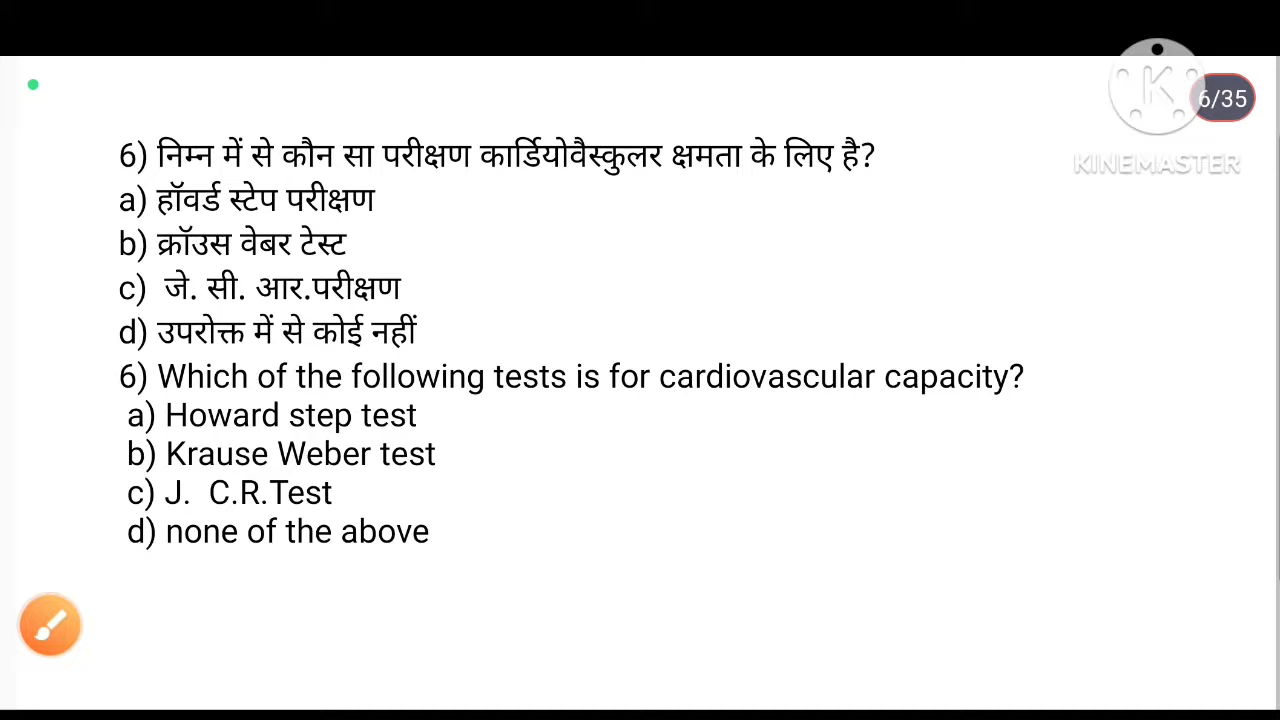 6/35
KINEMASTER
6) निम्न में से कौन सा परीक्षण कार्डियोवैस्कुलर क्षमता के लिए है?
a) हॉवर्ड स्टेप परीक्षण
b) क्रॉउस वेबर टेस्ट
c) जे. सी. आर.परीक्षण
d) उपरोक्त में से कोई नहीं
6) Which of the following tests is for cardiovascular capacity?
a) Howard step test
b) Krause Weber test
c) J. C.R.Test
d) none of the above